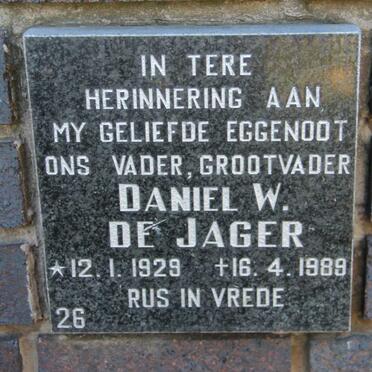 IN TERE
HERINNERING AAN
MY GELIEFDE EGGENOOT
ONS VADER, GROOTVADER
DANIEL W.
DE JAGER
*12.1.1929 †16.4.1989
RUS IN VREDE
26